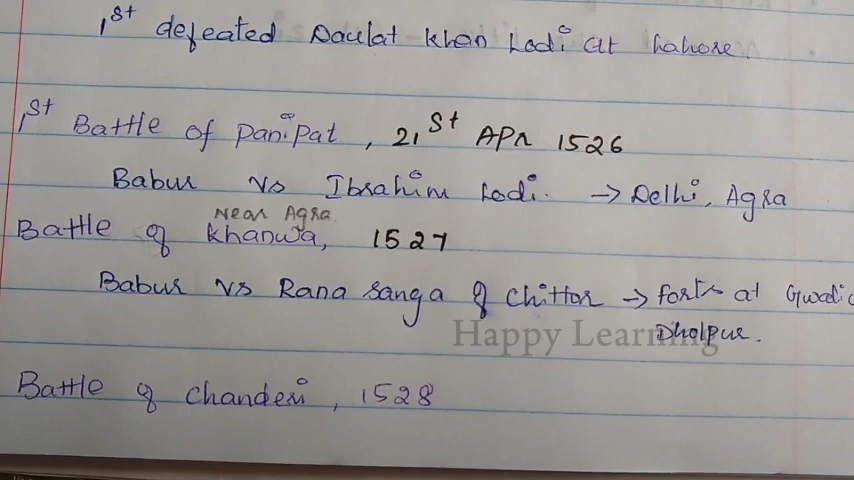 1st defeated Daulat Khan Lodi at Lahore.
1st Battle of Panipat, 21st APR 1526
Babur Vs Ibrahim Lodi. → Delhi, Agra
Near Agra.
Battle of Khanwa, 1527
Babur Vs Rana Sanga of Chittor → forts at
Dholpur.
Happy Learning
Battle of Chanderi, 1528